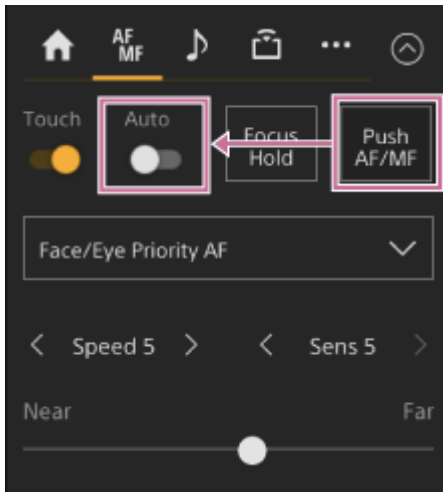 AF
MF
Touch
Auto
Focus
Hold
Push
AF/MF
Face/Eye Priority AF
Speed 5
Sens 5
Near
Far